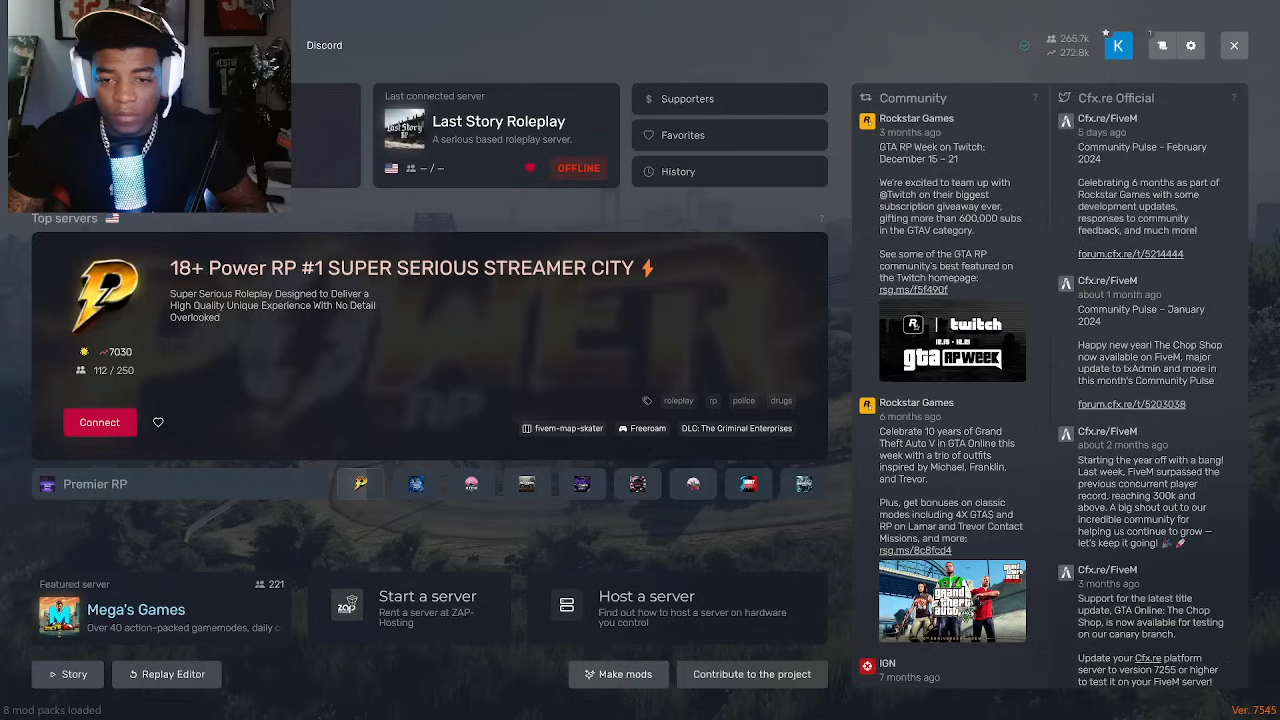 Discord
265.7k
272.8k
K
1
Last connected server
Last Story Roleplay
A serious based roleplay server.
– / –
OFFLINE
Supporters
Favorites
History
Top servers
?
18+ Power RP #1 SUPER SERIOUS STREAMER CITY
Super Serious Roleplay Designed to Deliver a
High Quality Unique Experience With No Detail
Overlooked
7030
112 / 250
Connect
roleplay
rp
police
drugs
fivem-map-skater
Freeroam
DLC: The Criminal Enterprises
Premier RP
Featured server
221
Mega's Games
Over 40 action-packed gamemodes, daily c
ZAP
Start a server
Rent a server at ZAP-
Hosting
Host a server
Find out how to host a server on hardware
you control
Story
Replay Editor
Make mods
Contribute to the project
8 mod packs loaded
Community
?
Rockstar Games
3 months ago
GTA RP Week on Twitch:
December 15 – 21
We're excited to team up with
@Twitch on their biggest
subscription giveaway ever,
gifting more than 600,000 subs
in the GTAV category.
See some of the GTA RP
community's best featured on
the Twitch homepage:
rsg.ms/f5f490f
twitch
12.15 - 12.21
gta RP WEEK
Rockstar Games
6 months ago
Celebrate 10 years of Grand
Theft Auto V in GTA Online this
week with a trio of outfits
inspired by Michael, Franklin,
and Trevor.
Plus, get bonuses on classic
modes including 4X GTA$ and
RP on Lamar and Trevor Contact
Missions, and more:
rsg.ms/8c8fcd4
IGN
7 months ago
Cfx.re Official
?
Cfx.re/FiveM
5 days ago
Community Pulse - February
2024
Celebrating 6 months as part of
Rockstar Games with some
development updates,
responses to community
feedback, and much more!
forum.cfx.re/t/5214444
Cfx.re/FiveM
about 1 month ago
Community Pulse – January
2024
Happy new year! The Chop Shop
now available on FiveM, major
update to txAdmin and more in
this month's Community Pulse
forum.cfx.re/t/5203038
Cfx.re/FiveM
about 2 months ago
Starting the year off with a bang!
Last week, FiveM surpassed the
previous concurrent player
record, reaching 300k and
above. A big shout out to our
incredible community for
helping us continue to grow —
let's keep it going!
Cfx.re/FiveM
3 months ago
Support for the latest title
update, GTA Online: The Chop
Shop, is now available for testing
on our canary branch.
Update your Cfx.re platform
server to version 7255 or higher
to test it on your FiveM server!
Ver. 7545